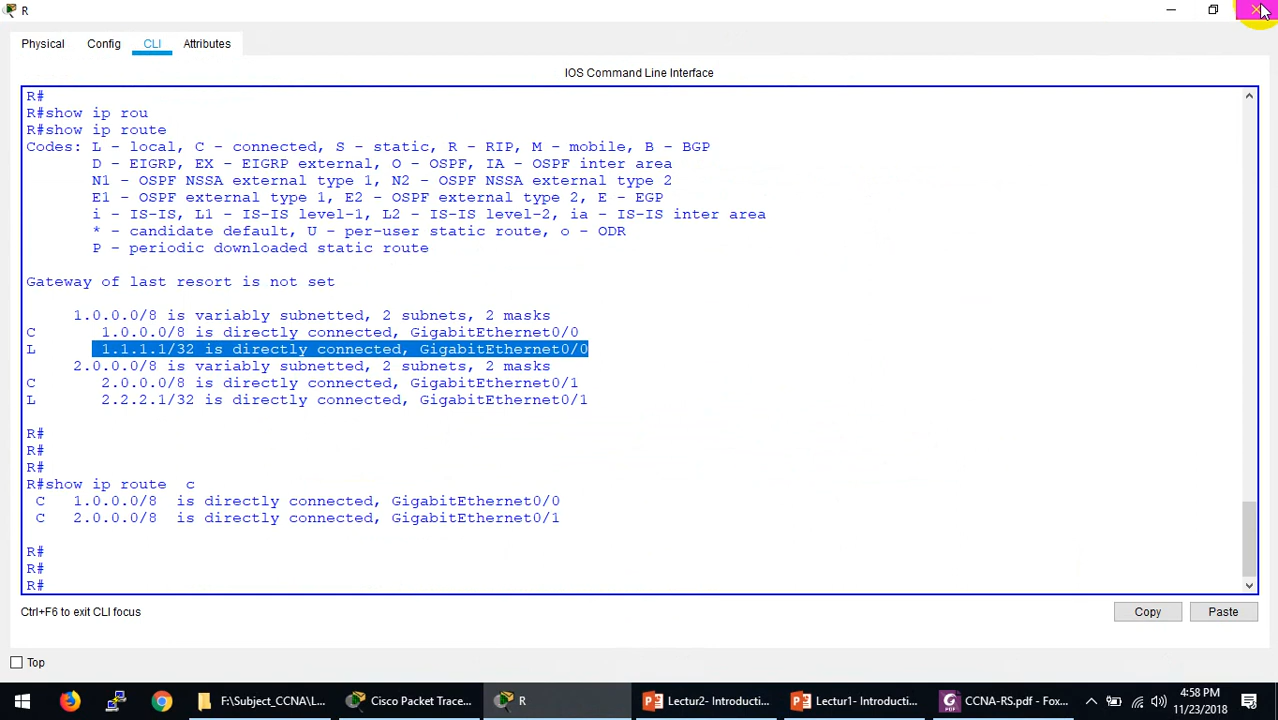 R
Physical Config CLI Attributes
IOS Command Line Interface
R#
R#show ip rou
R#show ip route
Codes: L - local, C - connected, S - static, R - RIP, M - mobile, B - BGP
D - EIGRP, EX - EIGRP external, O - OSPF, IA - OSPF inter area
N1 - OSPF NSSA external type 1, N2 - OSPF NSSA external type 2
E1 - OSPF external type 1, E2 - OSPF external type 2, E - EGP
i - IS-IS, L1 - IS-IS level-1, L2 - IS-IS level-2, ia - IS-IS inter area
* - candidate default, U - per-user static route, o - ODR
P - periodic downloaded static route
Gateway of last resort is not set
1.0.0.0/8 is variably subnetted, 2 subnets, 2 masks
C 1.0.0.0/8 is directly connected, GigabitEthernet0/0
L 1.1.1.1/32 is directly connected, GigabitEthernet0/0
2.0.0.0/8 is variably subnetted, 2 subnets, 2 masks
C 2.0.0.0/8 is directly connected, GigabitEthernet0/1
L 2.2.2.1/32 is directly connected, GigabitEthernet0/1
R#
R#
R#
R#show ip route c
C 1.0.0.0/8 is directly connected, GigabitEthernet0/0
C 2.0.0.0/8 is directly connected, GigabitEthernet0/1
R#
R#
R#
Ctrl+F6 to exit CLI focus
Copy Paste
Top
F:\Subject_CCNA\L... Cisco Packet Trace... R Lectur2- Introducti... Lectur1- Introducti... CCNA-RS.pdf - Fox... 4:58 PM
11/23/2018